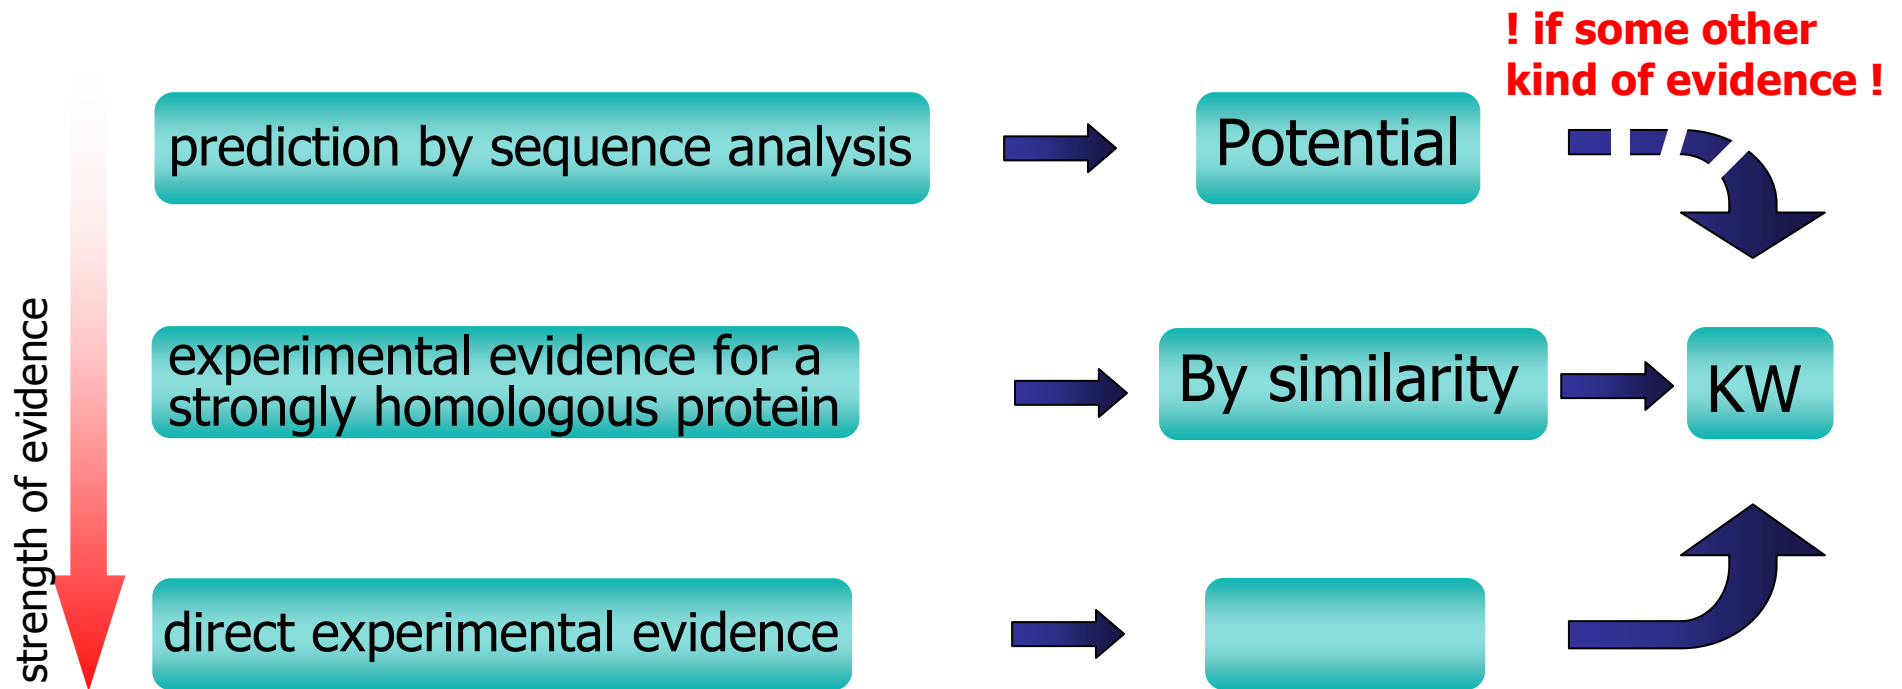 ! if some other
kind of evidence !
prediction by sequence analysis
Potential
experimental evidence for a
strongly homologous protein
By similarity
KW
direct experimental evidence
strength of evidence